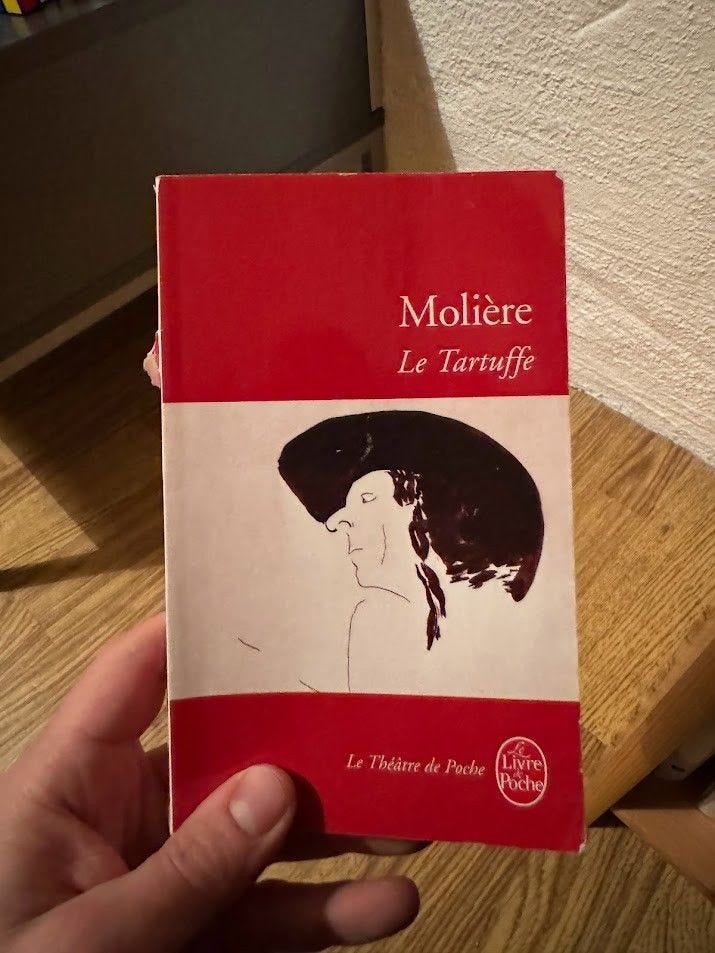 Molière
Le Tartuffe
Le Théâtre de Poche
Le
Livre
de
Poche